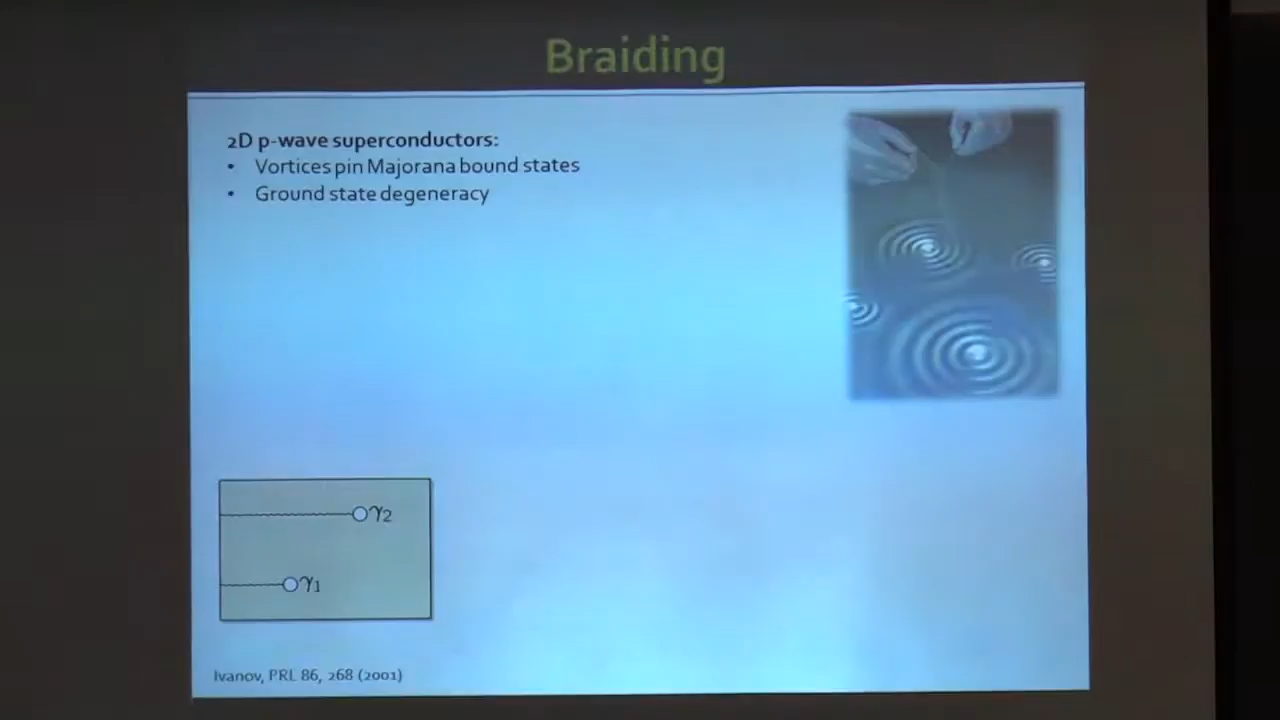 Braiding
2D p-wave superconductors:
• Vortices pin Majorana bound states
• Ground state degeneracy
γ2
γ1
Ivanov, PRL 86, 268 (2001)